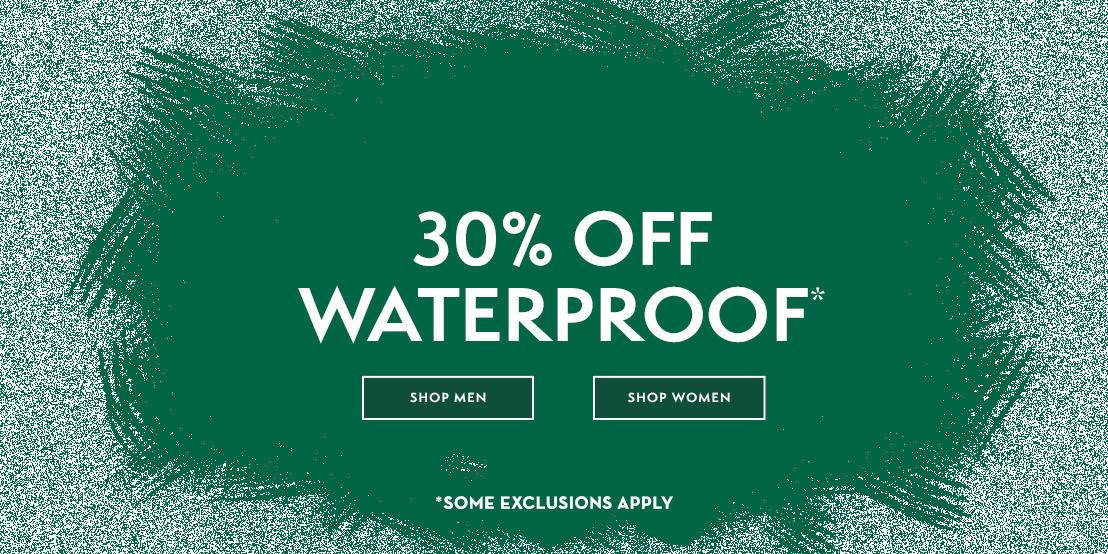 30% OFF
WATERPROOF*
SHOP MEN
SHOP WOMEN
*SOME EXCLUSIONS APPLY